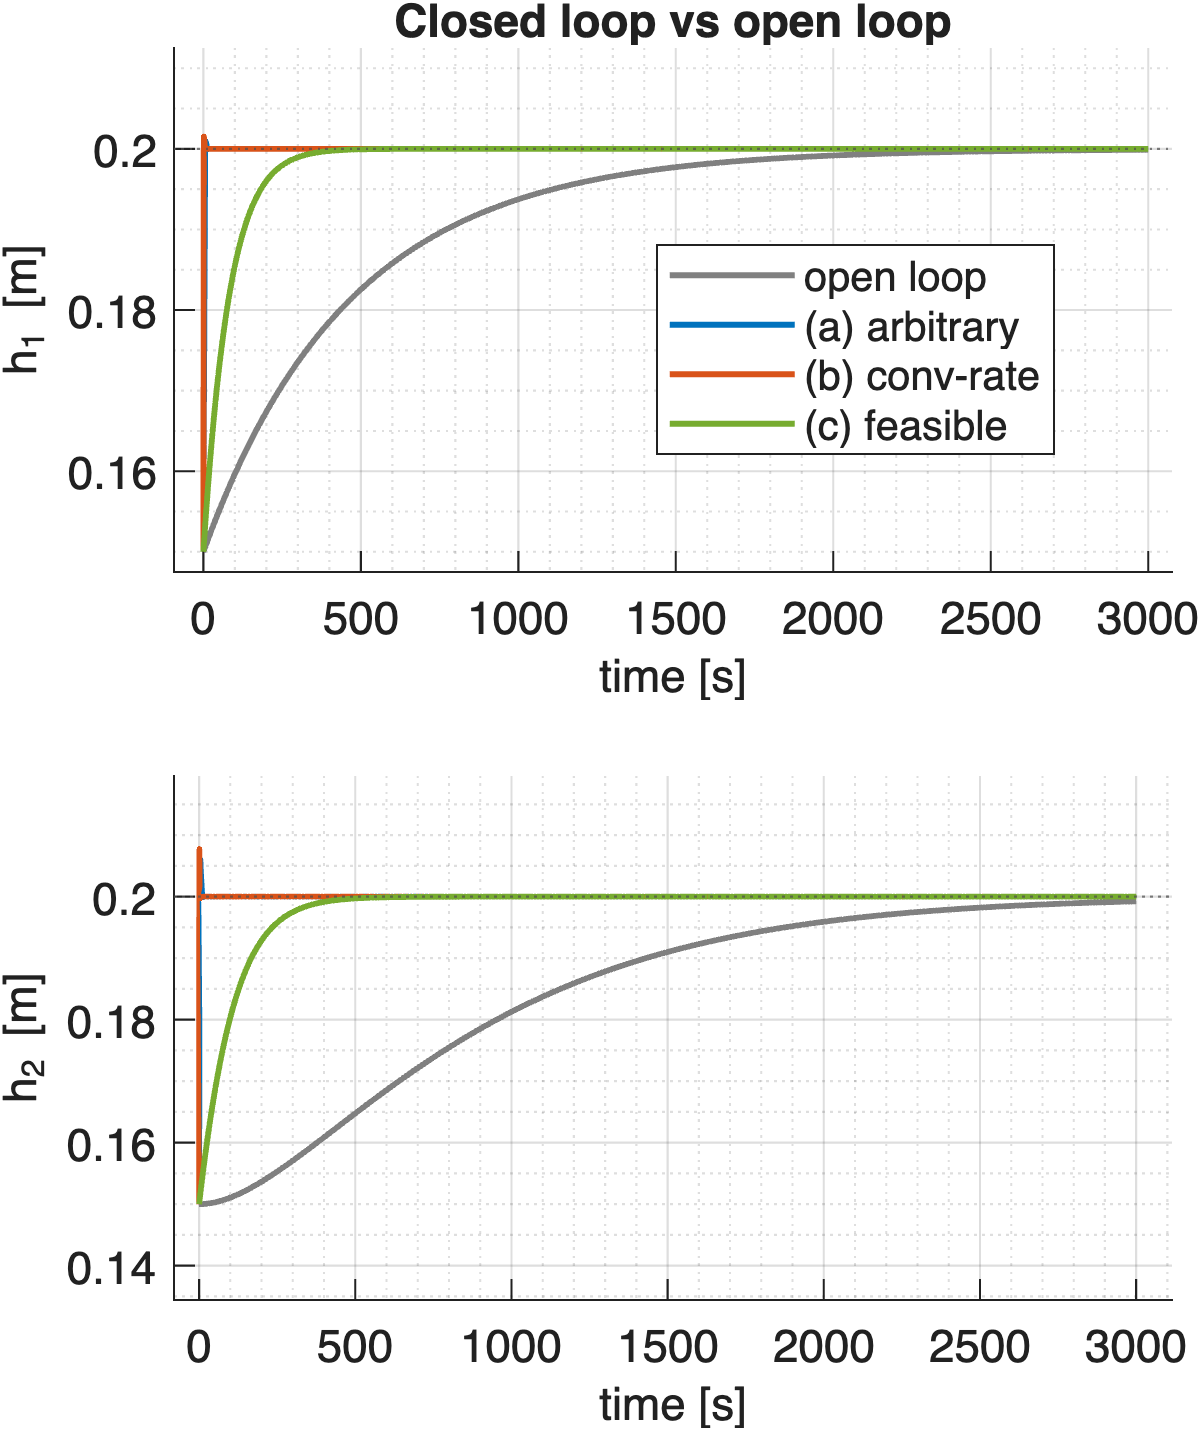 Closed loop vs open loop
0.2
0.18
0.16
h₁ [m]
open loop
(a) arbitrary
(b) conv-rate
(c) feasible
0 500 1000 1500 2000 2500 3000
time [s]
0.2
0.18
0.16
0.14
h₂ [m]
0 500 1000 1500 2000 2500 3000
time [s]